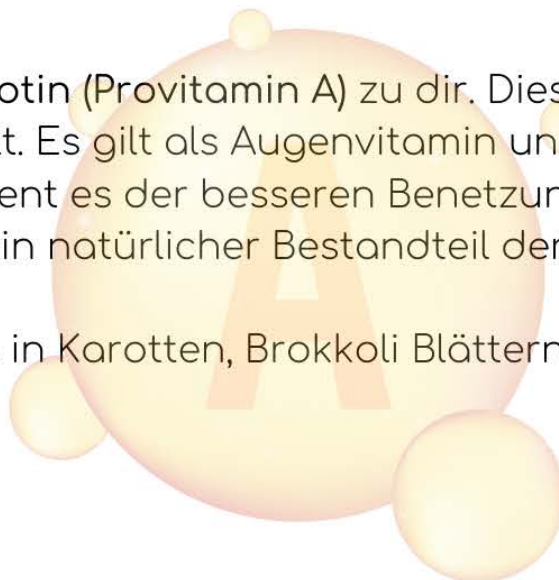 otin (Provitamin A) zu dir. Dies
t. Es gilt als Augenvitamin un
ent es der besseren Benetzun
in natürlicher Bestandteil der
in Karotten, Brokkoli Blättern
A